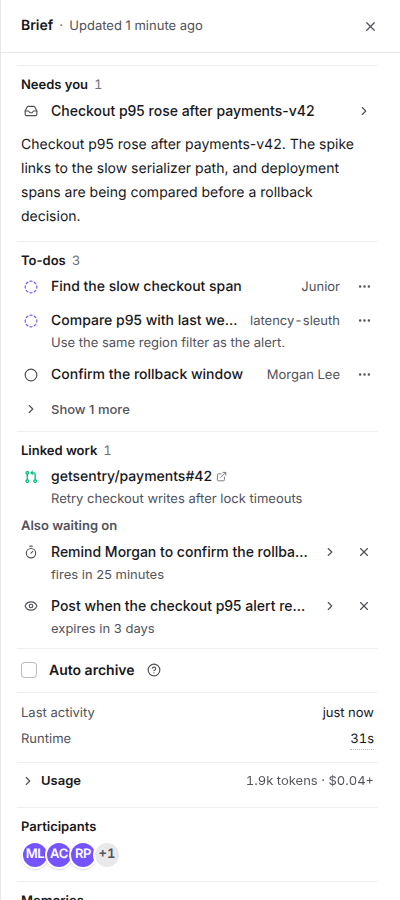 Brief · Updated 1 minute ago
Needs you 1
Checkout p95 rose after payments-v42
Checkout p95 rose after payments-v42. The spike
links to the slow serializer path, and deployment
spans are being compared before a rollback
decision.
To-dos 3
Find the slow checkout span Junior
Compare p95 with last we... latency-sleuth
Use the same region filter as the alert.
Confirm the rollback window Morgan Lee
Show 1 more
Linked work 1
getsentry/payments#42
Retry checkout writes after lock timeouts
Also waiting on
Remind Morgan to confirm the rollba...
fires in 25 minutes
Post when the checkout p95 alert re...
expires in 3 days
Auto archive
Last activity just now
Runtime 31s
Usage 1.9k tokens · $0.04+
Participants
ML AC RP +1
Memories